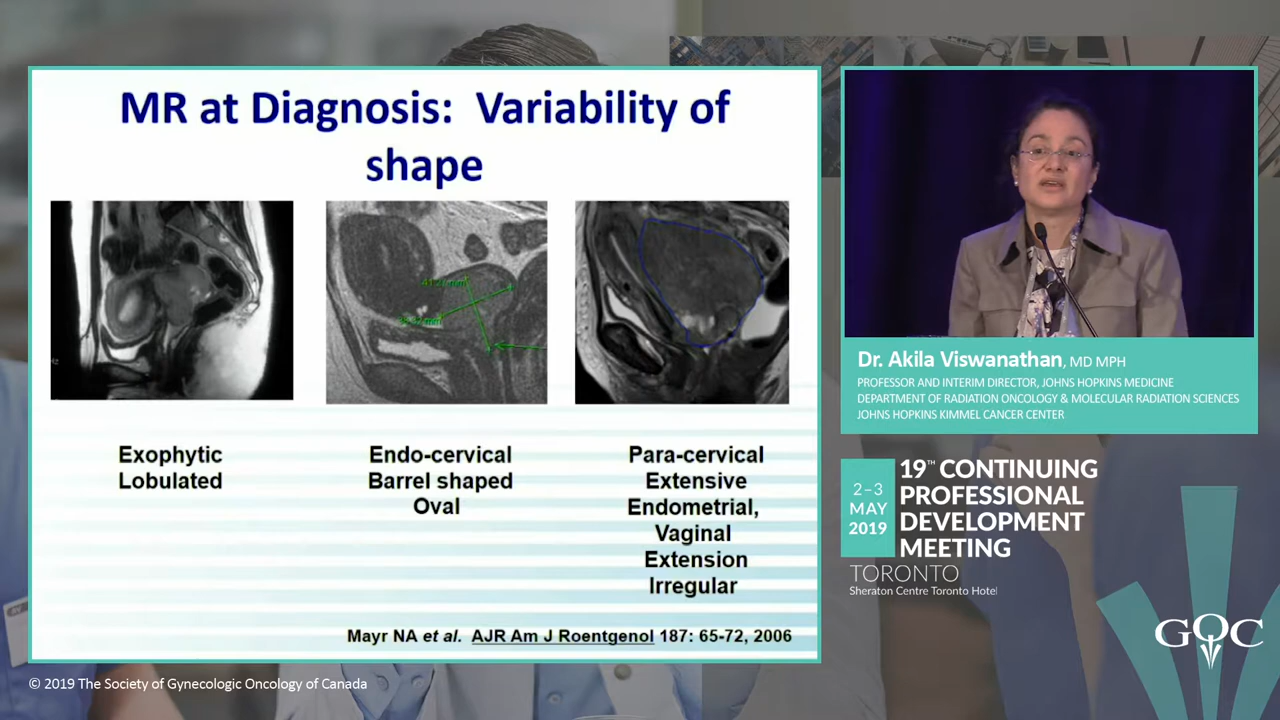 MR at Diagnosis: Variability of
shape
Exophytic
Lobulated
Endo-cervical
Barrel shaped
Oval
Para-cervical
Extensive
Endometrial,
Vaginal
Extension
Irregular
Mayr NA et al. AJR Am J Roentgenol 187: 65-72, 2006
Dr. Akila Viswanathan, MD MPH
PROFESSOR AND INTERIM DIRECTOR, JOHNS HOPKINS MEDICINE
DEPARTMENT OF RADIATION ONCOLOGY & MOLECULAR RADIATION SCIENCES
JOHNS HOPKINS KIMMEL CANCER CENTER
2–3
MAY
2019
19TH CONTINUING
PROFESSIONAL
DEVELOPMENT
MEETING
TORONTO
Sheraton Centre Toronto Hotel
GOC
© 2019 The Society of Gynecologic Oncology of Canada